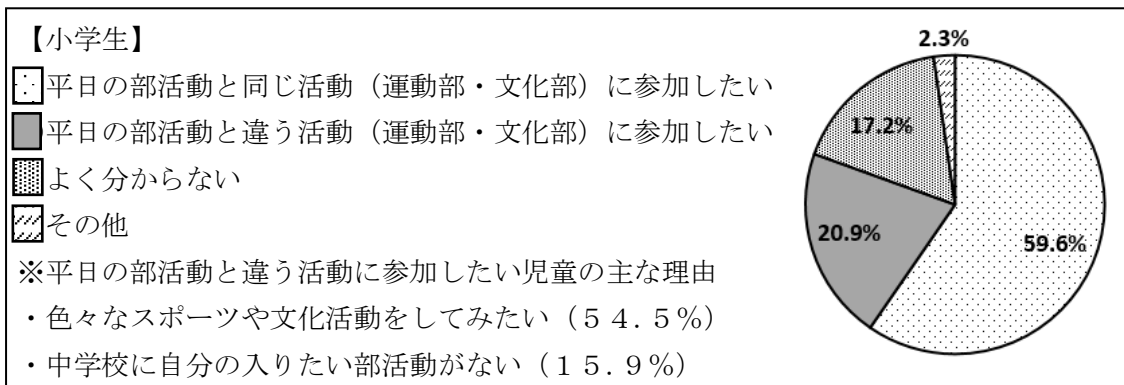 【小学生】
平日の部活動と同じ活動（運動部・文化部）に参加したい
平日の部活動と違う活動（運動部・文化部）に参加したい
よく分からない
その他
※平日の部活動と違う活動に参加したい児童の主な理由
・色々なスポーツや文化活動をしてみたい（５４.５％）
・中学校に自分の入りたい部活動がない（１５.９％）
2.3%
17.2%
20.9%
59.6%